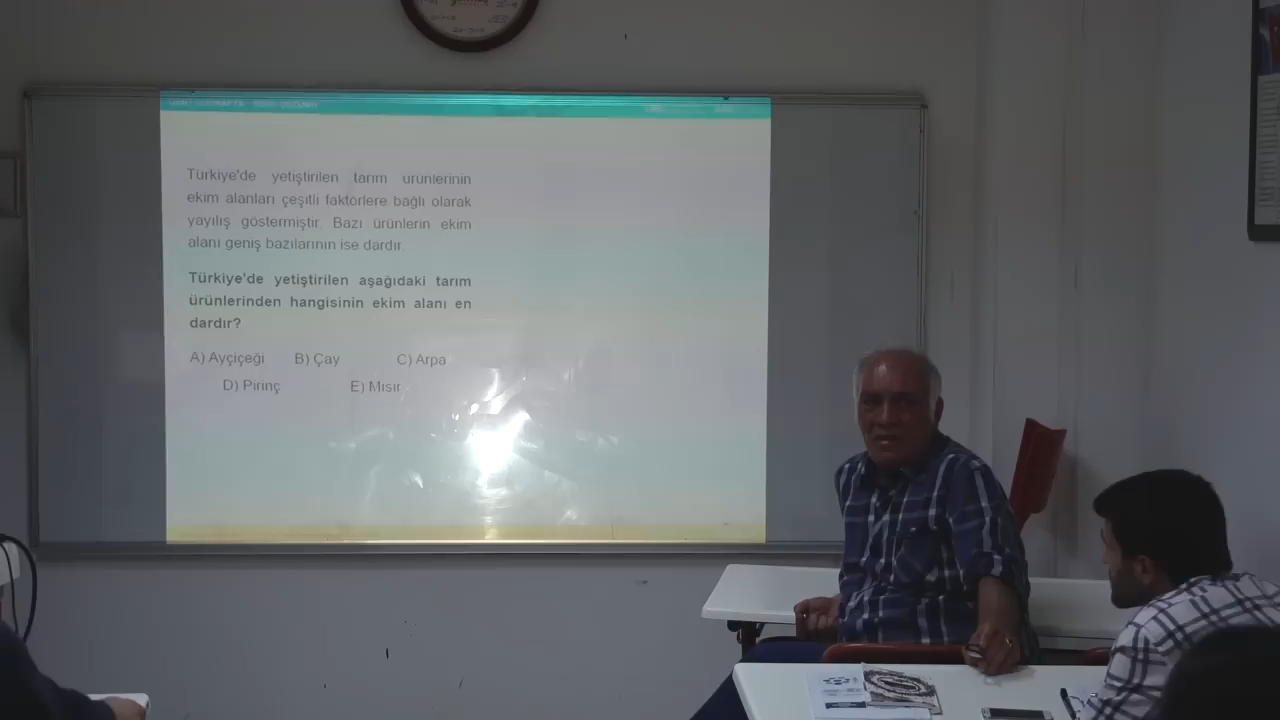 Türkiye'de yetiştirilen tarım ürünlerinin
ekim alanları çeşitli faktörlere bağlı olarak
yayılış göstermiştir. Bazı ürünlerin ekim
alanı geniş bazılarının ise dardır.
Türkiye'de yetiştirilen aşağıdaki tarım
ürünlerinden hangisinin ekim alanı en
dardır?
A) Ayçiçeği B) Çay C) Arpa
D) Pirinç E) Mısır